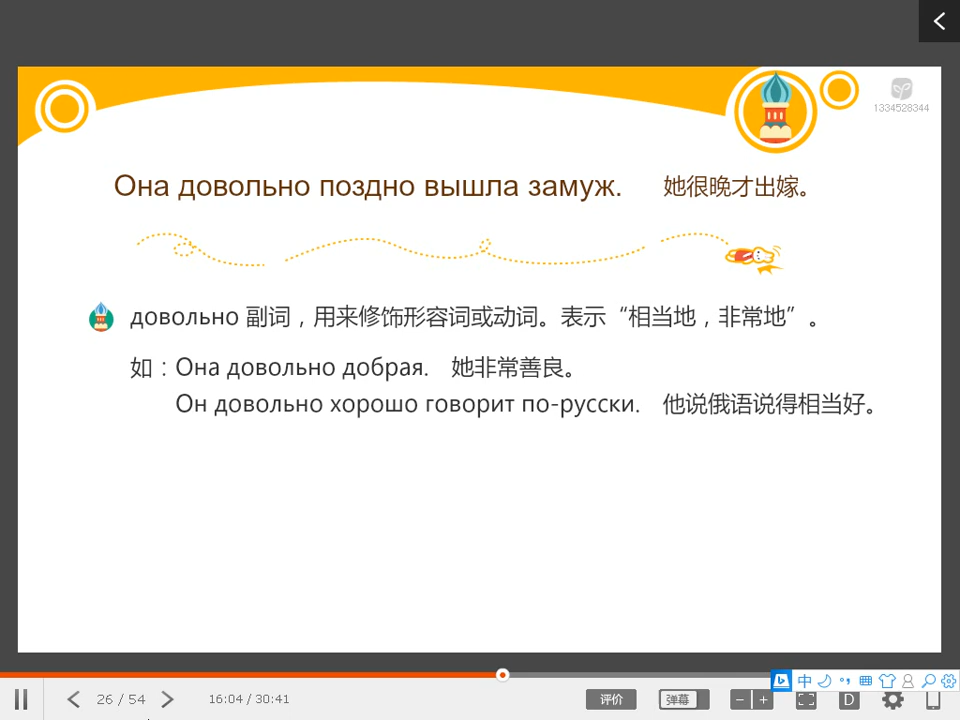 1334528344
Она довольно поздно вышла замуж. 她很晚才出嫁。
довольно 副词，用来修饰形容词或动词。表示“相当地，非常地”。
如：Она довольно добрая. 她非常善良。
Он довольно хорошо говорит по-русски. 他说俄语说得相当好。
26 / 54 16:04 / 30:41 评价 弹幕 D
中